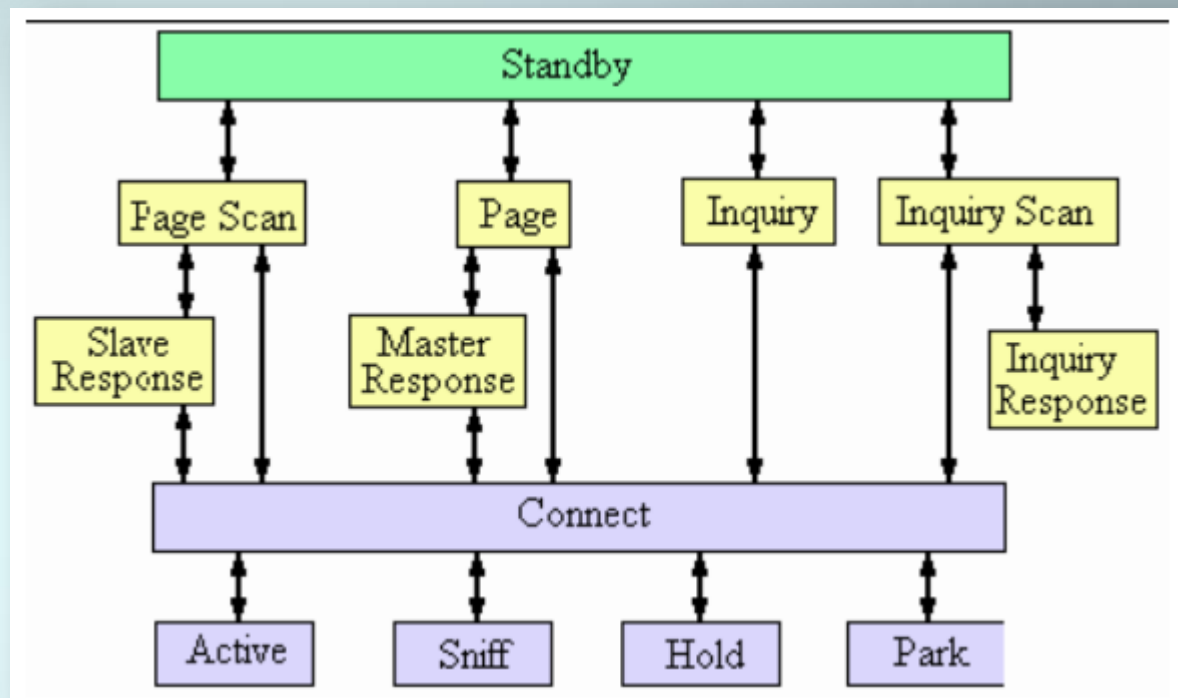 Standby
Page Scan
Page
Inquiry
Inquiry Scan
Slave
Response
Master
Response
Inquiry
Response
Connect
Active
Sniff
Hold
Park